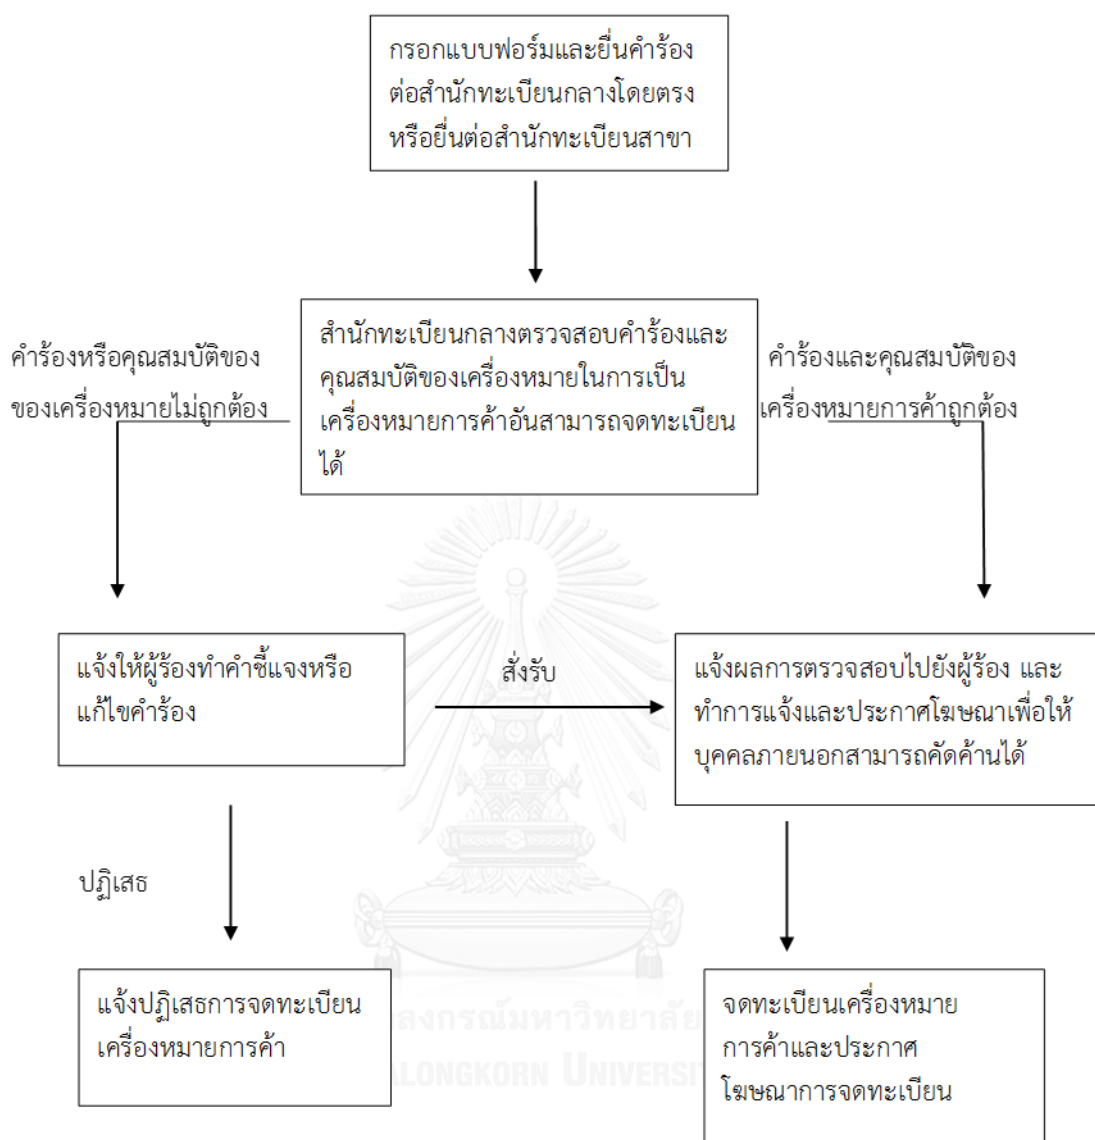 กรอกแบบฟอร์มและยื่นคำร้อง
ต่อสำนักทะเบียนกลางโดยตรง
หรือยื่นต่อสำนักทะเบียนสาขา
สำนักทะเบียนกลางตรวจสอบคำร้องและ
คุณสมบัติของเครื่องหมายในการเป็น
เครื่องหมายการค้าอันสามารถจดทะเบียน
ได้
คำร้องหรือคุณสมบัติของ
ของเครื่องหมายไม่ถูกต้อง
คำร้องและคุณสมบัติของ
เครื่องหมายการค้าถูกต้อง
แจ้งให้ผู้ร้องทำคำชี้แจงหรือ
แก้ไขคำร้อง
สั่งรับ
แจ้งผลการตรวจสอบไปยังผู้ร้อง และ
ทำการแจ้งและประกาศโฆษณาเพื่อให้
บุคคลภายนอกสามารถคัดค้านได้
ปฏิเสธ
แจ้งปฏิเสธการจดทะเบียน
เครื่องหมายการค้า
จดทะเบียนเครื่องหมาย
การค้าและประกาศ
โฆษณาการจดทะเบียน
ลงกรณ์มหาวิทยาลัย
ALONGKORN UNIVERSI